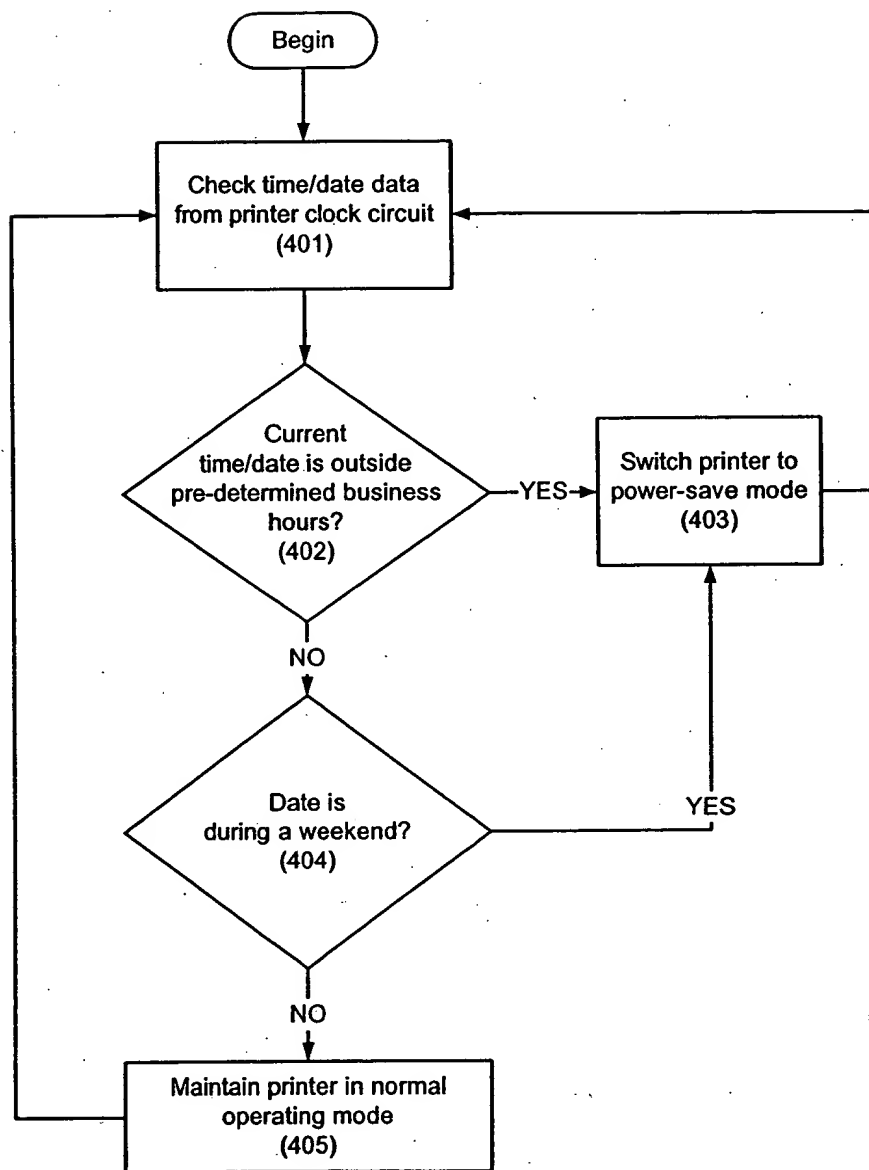 Begin
Check time/date data
from printer clock circuit
(401)
Current
time/date is outside
pre-determined business
hours?
(402)
YES
Switch printer to
power-save mode
(403)
NO
Date is
during a weekend?
(404)
YES
NO
Maintain printer in normal
operating mode
(405)